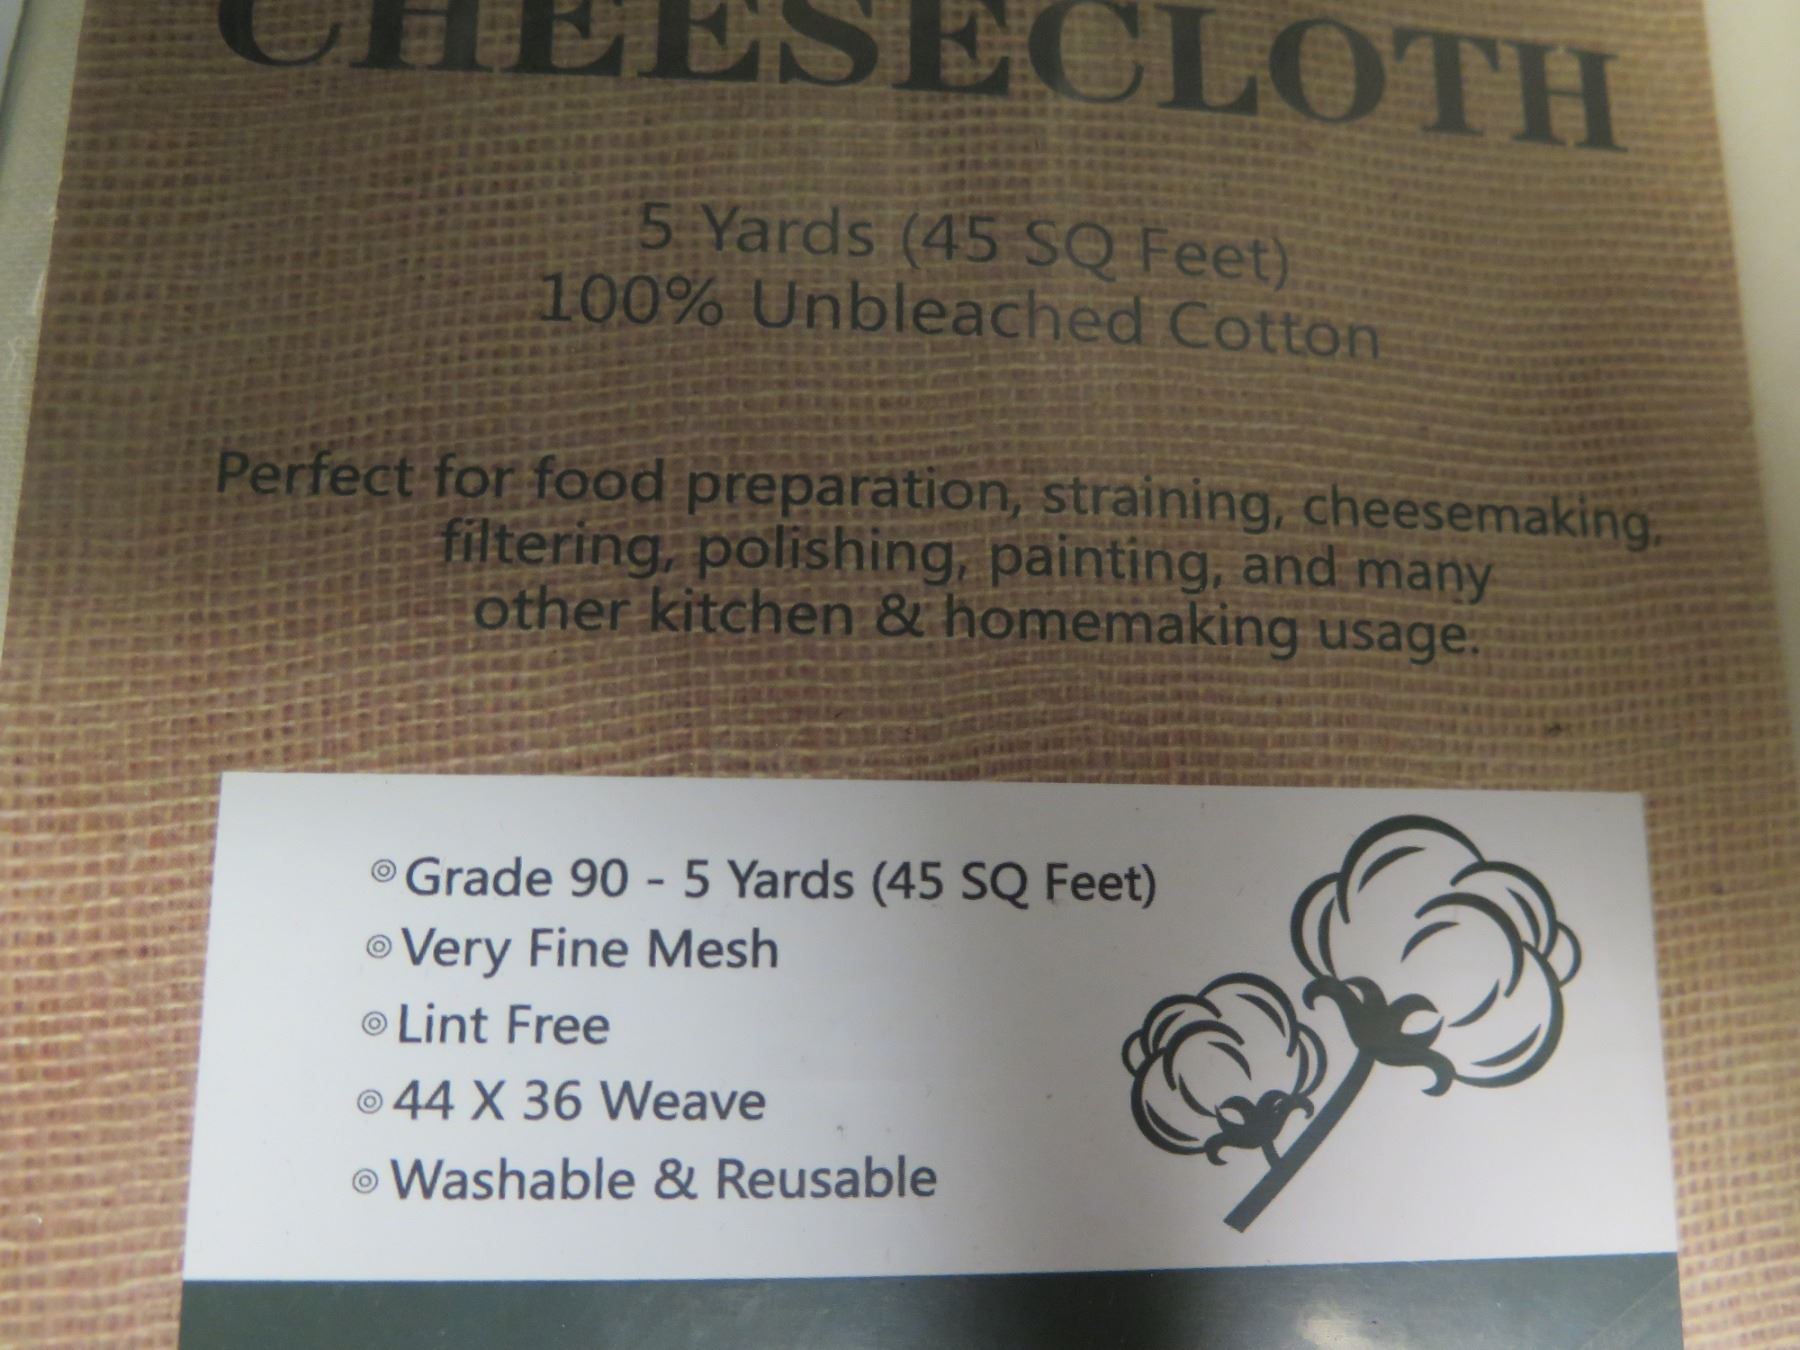 CHEESECLOTH
5 Yards (45 SQ Feet)
100% Unbleached Cotton
Perfect for food preparation, straining, cheesemaking,
filtering, polishing, painting, and many
other kitchen & homemaking usage.
Grade 90 - 5 Yards (45 SQ Feet)
Very Fine Mesh
Lint Free
44 X 36 Weave
Washable & Reusable